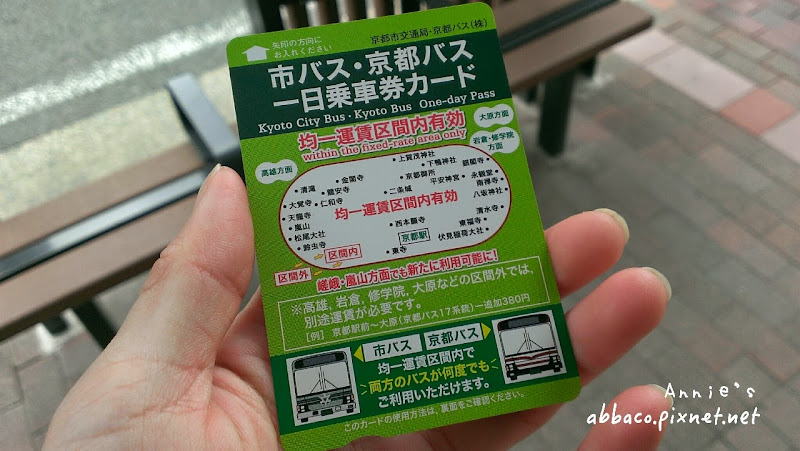 矢印の方向に
お入れください
京都市交通局・京都バス(株)
市バス・京都バス
一日乗車券カード
Kyoto City Bus・Kyoto Bus One-day Pass
均一運賃区間内有効
within the fixed-rate area only
大原方面
岩倉・修学院
方面
高雄方面
・上賀茂神社
・下鴨神社
銀閣寺・
・清滝
・金閣寺
・龍安寺
・京都御所
永観堂・
・大覚寺
・仁和寺
・二条城
平安神宮・
南禅寺・
・天龍寺
八坂神社・
・嵐山
均一運賃区間内有効
・松尾大社
・西本願寺
清水寺・
・鈴虫寺
京都駅
東福寺・
・東寺
伏見稲荷大社・
区間内
区間外
嵯峨・嵐山方面でも新たに利用可能に!
※高雄、岩倉、修学院、大原などの区間外では、
別途運賃が必要です。
[例] 京都駅前~大原(京都バス17系統)―追加380円
市バス
京都バス
均一運賃区間内で
両方のバスが何度でも
ご利用いただけます。
このカードの使用方法は、裏面をご確認ください。
Annie's
abbaco.pixnet.net